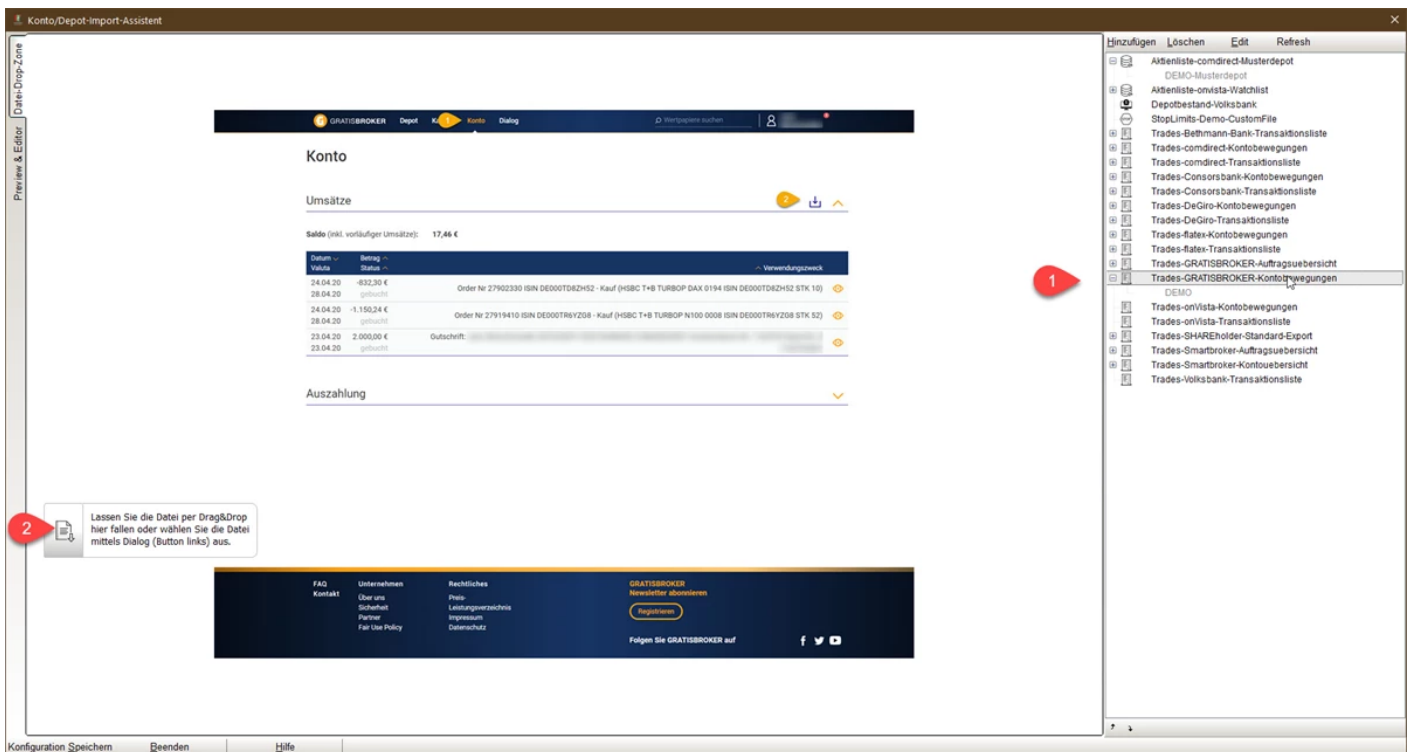 Konto/Depot-Import-Assistent
Datei-Drop-Zone
Preview & Editor
GRATISBROKER Depot 1 Konto Dialog Wertpapiere suchen
Konto
Umsätze
2
Saldo (inkl. vorläufiger Umsätze): 17,46 €
Datum Betrag
Valuta Status Verwendungszweck
24.04.20 -832,30 €
28.04.20 gebucht
Order Nr 27902330 ISIN DE000TD8ZH52 - Kauf (HSBC T+B TURBOP DAX 0194 ISIN DE000TD8ZH52 STK 10)
24.04.20 -1.150,24 €
28.04.20 gebucht
Order Nr 27919410 ISIN DE000TR6YZG8 - Kauf (HSBC T+B TURBOP N100 0008 ISIN DE000TR6YZG8 STK 52)
23.04.20 2.000,00 € Gutschrift:
23.04.20 gebucht
Auszahlung
2
Lassen Sie die Datei per Drag&Drop
hier fallen oder wählen Sie die Datei
mittels Dialog (Button links) aus.
FAQ
Kontakt
Unternehmen
Über uns
Sicherheit
Partner
Fair Use Policy
Rechtliches
Preis-
Leistungsverzeichnis
Impressum
Datenschutz
GRATISBROKER
Newsletter abonnieren
Registrieren
Folgen Sie GRATISBROKER auf
Hinzufügen Löschen Edit Refresh
Aktienliste-comdirect-Musterdepot
DEMO-Musterdepot
Aktienliste-onvista-Watchlist
Depotbestand-Volksbank
StopLimits-Demo-CustomFile
Trades-Bethmann-Bank-Transaktionsliste
Trades-comdirect-Kontobewegungen
Trades-comdirect-Transaktionsliste
Trades-Consorsbank-Kontobewegungen
Trades-Consorsbank-Transaktionsliste
Trades-DeGiro-Kontobewegungen
Trades-DeGiro-Transaktionsliste
Trades-flatex-Kontobewegungen
Trades-flatex-Transaktionsliste
Trades-GRATISBROKER-Auftragsuebersicht
1
Trades-GRATISBROKER-Kontobewegungen
DEMO
Trades-onVista-Kontobewegungen
Trades-onVista-Transaktionsliste
Trades-SHAREholder-Standard-Export
Trades-Smartbroker-Auftragsuebersicht
Trades-Smartbroker-Kontouebersicht
Trades-Volksbank-Transaktionsliste
Konfiguration Speichern Beenden Hilfe